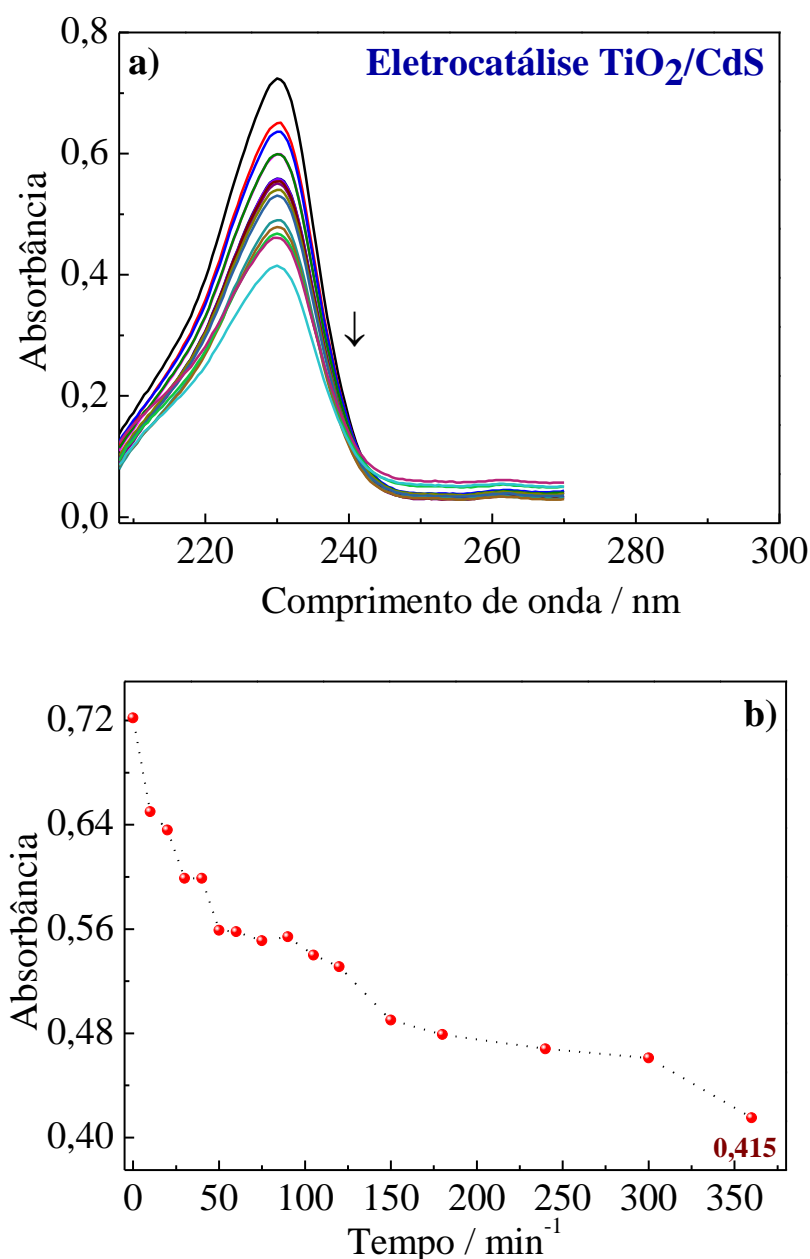 a)
Eletrocatálise TiO2/CdS
Absorbância
0,8
0,6
0,4
0,2
0,0
220 240 260 280 300
Comprimento de onda / nm
b)
Absorbância
0,72
0,64
0,56
0,48
0,40
0,415
0 50 100 150 200 250 300 350
Tempo / min-1